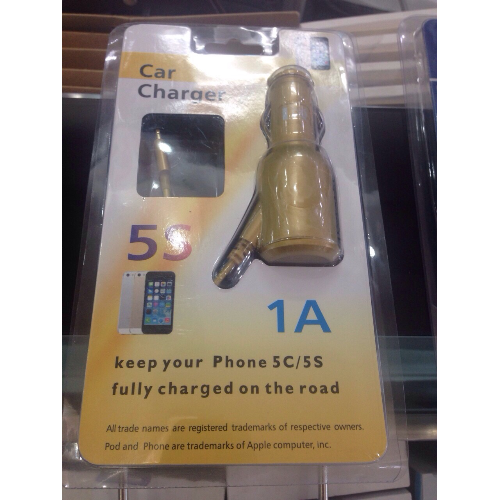 Car
Charger
5S
1A
keep your Phone 5C/5S
fully charged on the road
All trade names are registered trademarks of respective owners.
Pod and Phone are trademarks of Apple computer, inc.